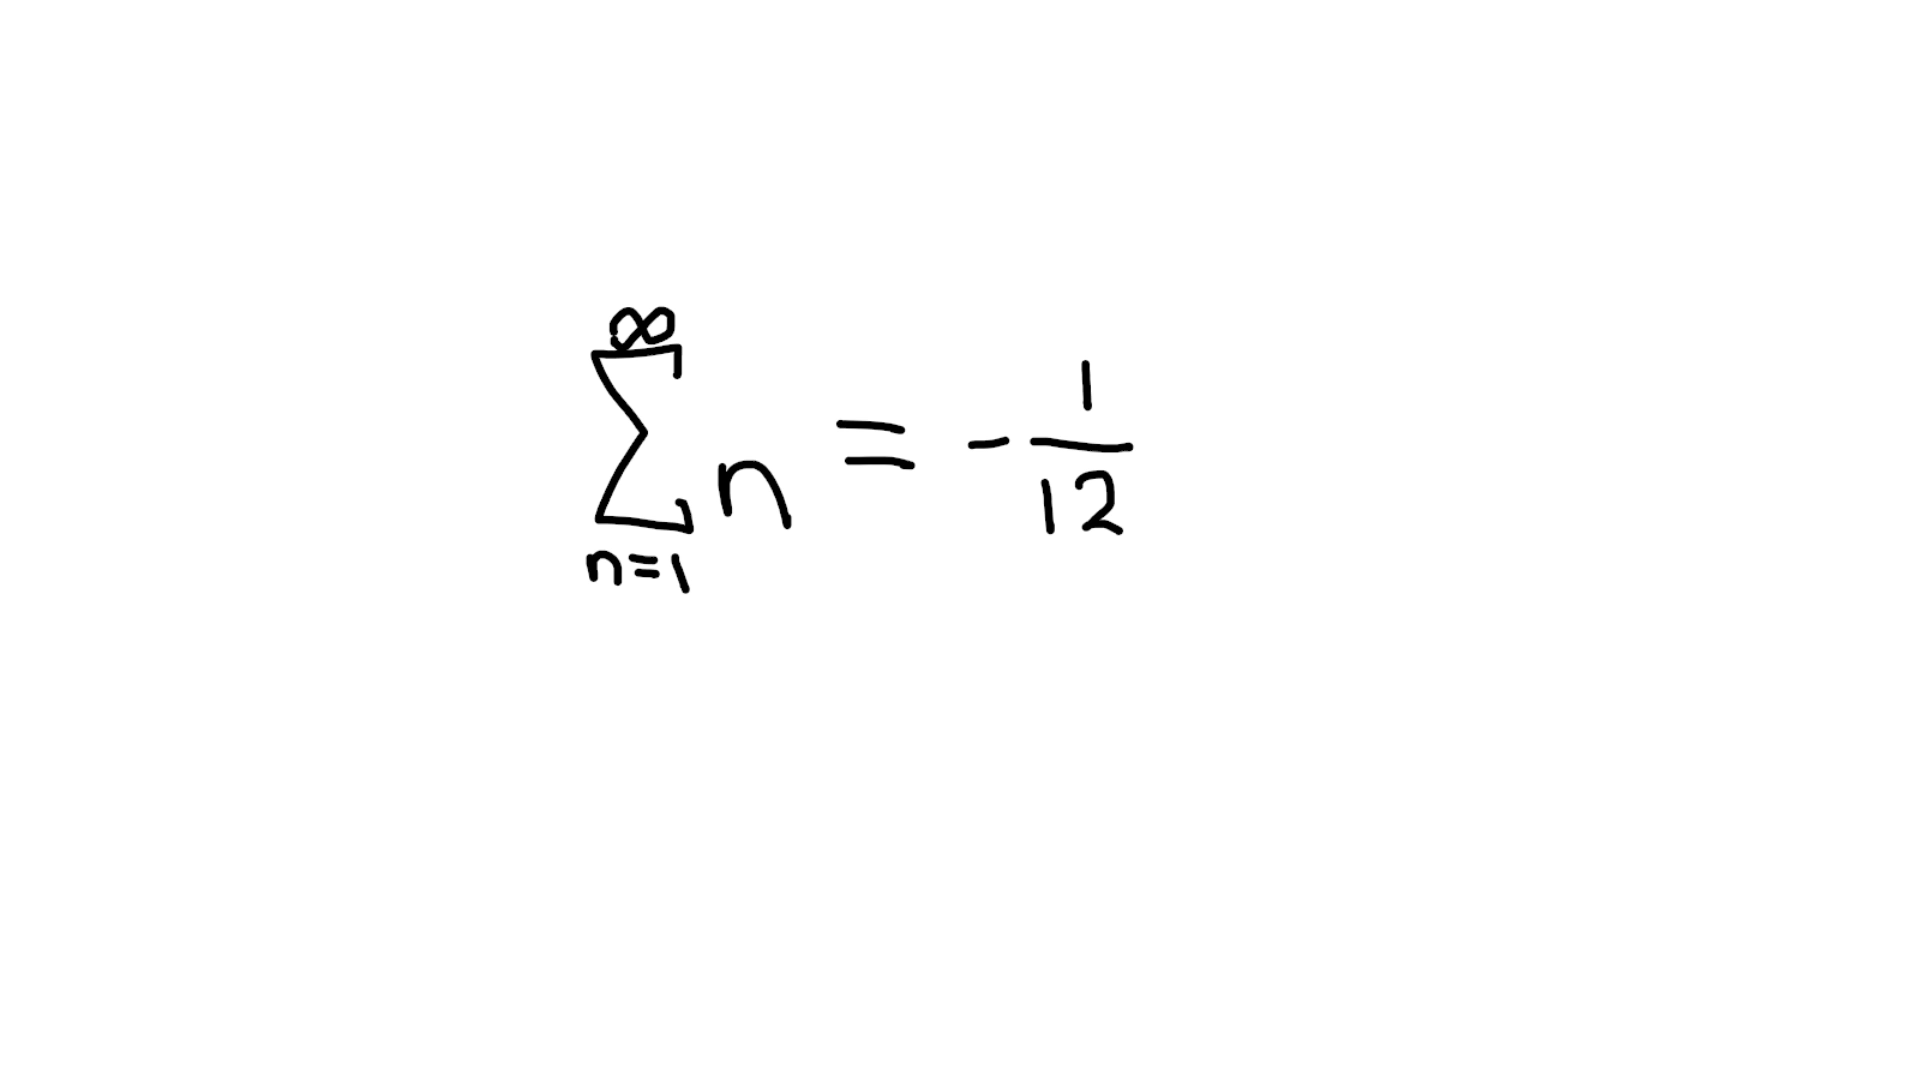 ∞
∑ n = - 1/12
n=1